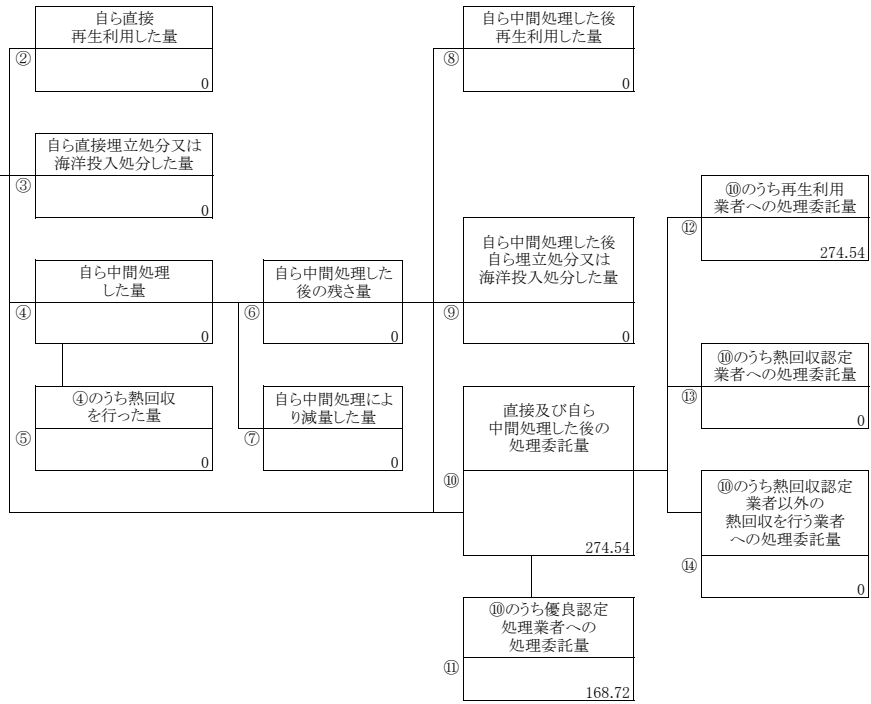 自ら直接
再生利用した量
②
0
自ら直接埋立処分又は
海洋投入処分した量
③
0
自ら中間処理
した量
④
0
④のうち熱回収
を行った量
⑤
0
自ら中間処理した
後の残さ量
⑥
0
自ら中間処理によ
り減量した量
⑦
0
自ら中間処理した後
再生利用した量
⑧
0
自ら中間処理した後
自ら埋立処分又は
海洋投入処分した量
⑨
0
直接及び自ら
中間処理した後の
処理委託量
⑩
274.54
⑩のうち優良認定
処理業者への
処理委託量
⑪
168.72
⑩のうち再生利用
業者への処理委託量
⑫
274.54
⑩のうち熱回収認定
業者への処理委託量
⑬
0
⑩のうち熱回収認定
業者以外の
熱回収を行う業者
への処理委託量
⑭
0